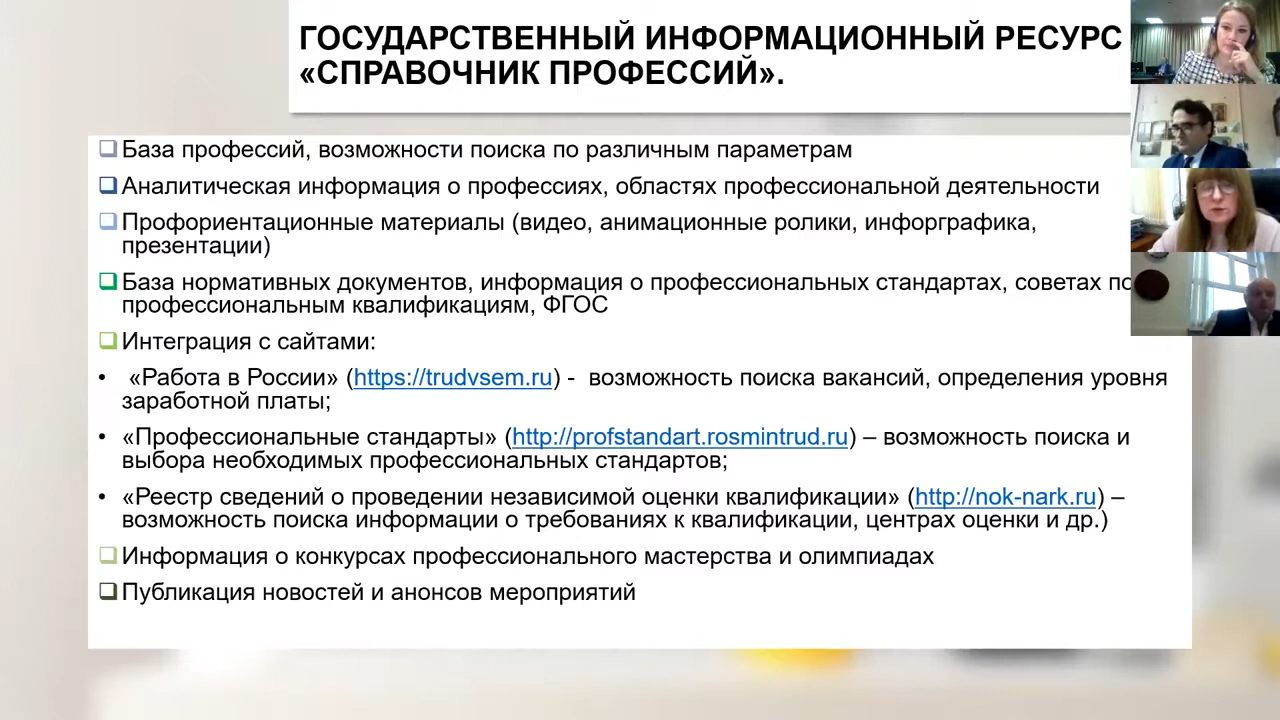 ГОСУДАРСТВЕННЫЙ ИНФОРМАЦИОННЫЙ РЕСУРС
«СПРАВОЧНИК ПРОФЕССИЙ».
База профессий, возможности поиска по различным параметрам
Аналитическая информация о профессиях, областях профессиональной деятельности
Профориентационные материалы (видео, анимационные ролики, инфорграфика,
презентации)
База нормативных документов, информация о профессиональных стандартах, советах по
профессиональным квалификациям, ФГОС
Интеграция с сайтами:
• «Работа в России» (https://trudvsem.ru) - возможность поиска вакансий, определения уровня
заработной платы;
• «Профессиональные стандарты» (http://profstandart.rosmintrud.ru) – возможность поиска и
выбора необходимых профессиональных стандартов;
• «Реестр сведений о проведении независимой оценки квалификации» (http://nok-nark.ru) –
возможность поиска информации о требованиях к квалификации, центрах оценки и др.)
Информация о конкурсах профессионального мастерства и олимпиадах
Публикация новостей и анонсов мероприятий